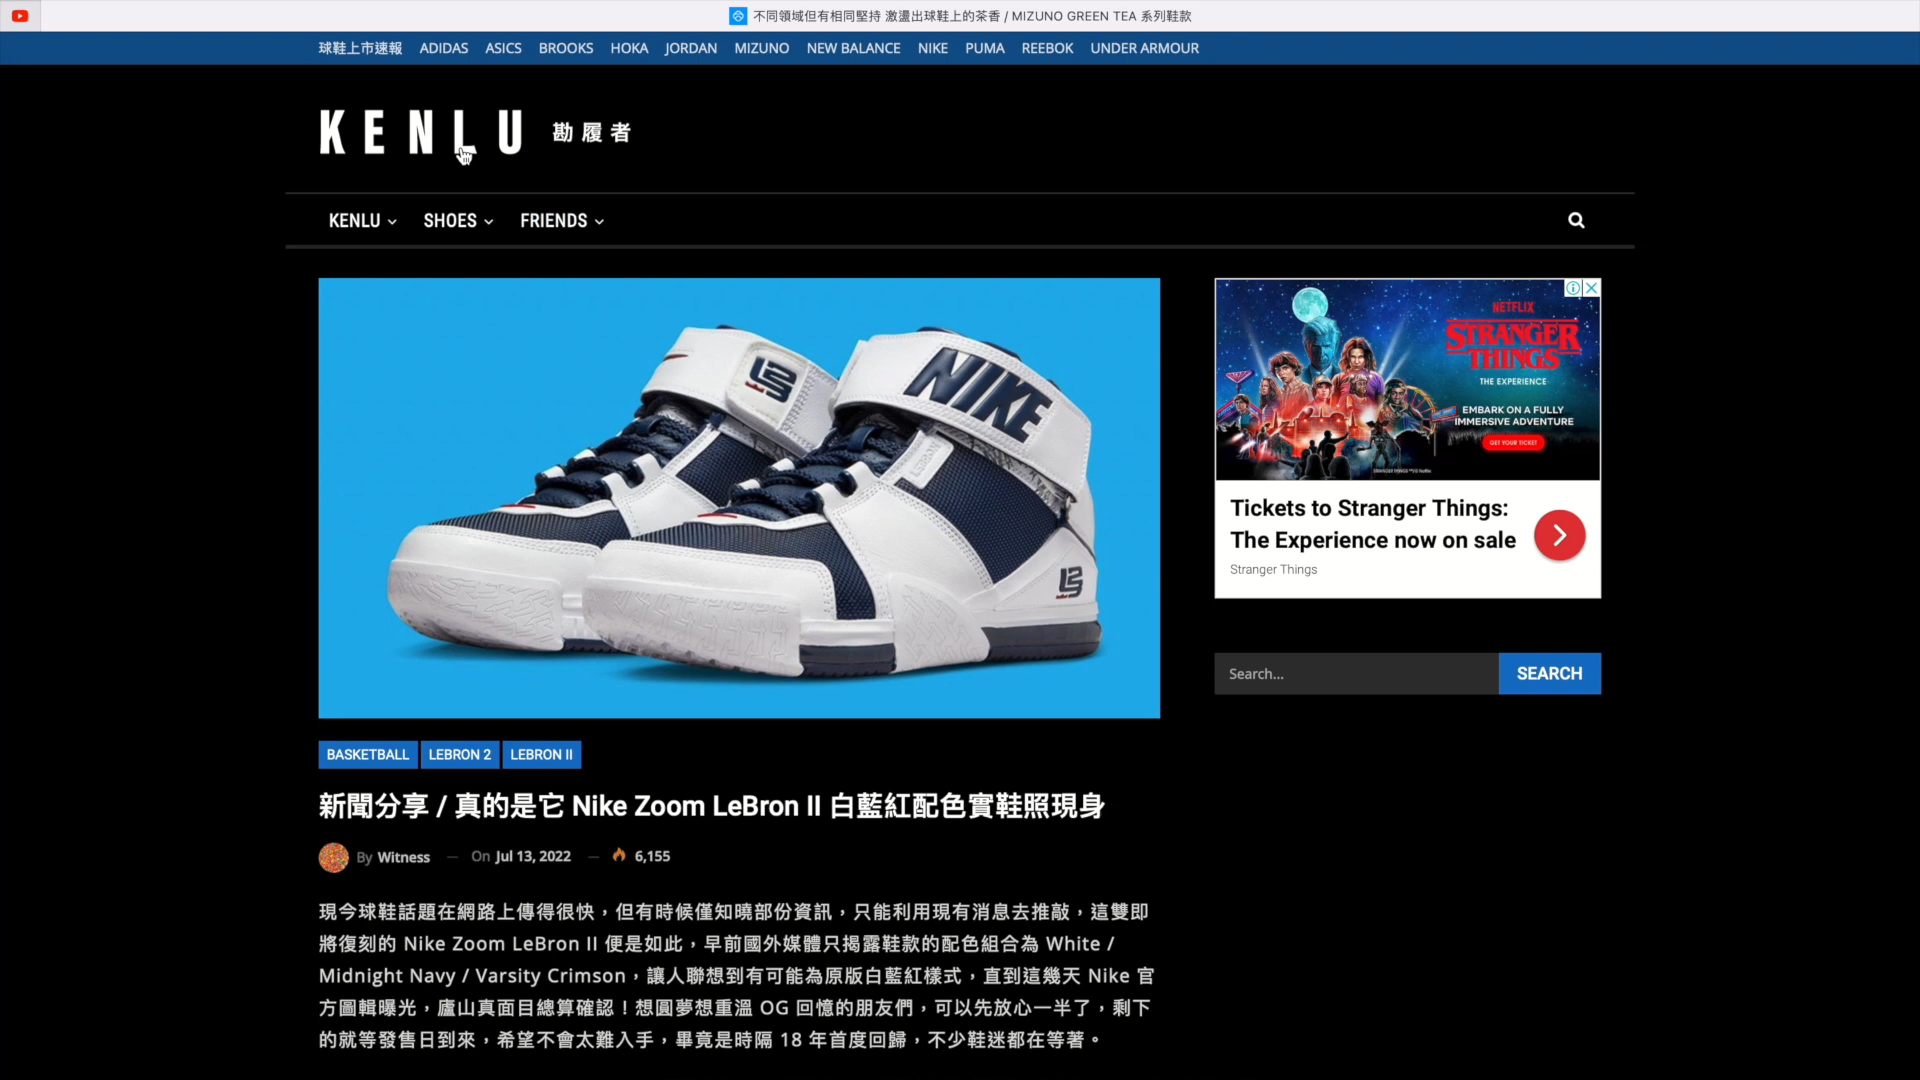 不同領域但有相同堅持 激盪出球鞋上的茶香 / MIZUNO GREEN TEA 系列鞋款
球鞋上市速報 ADIDAS ASICS BROOKS HOKA JORDAN MIZUNO NEW BALANCE NIKE PUMA REEBOK UNDER ARMOUR
KENLU 勘履者
KENLU SHOES FRIENDS
NIKE
NETFLIX
STRANGER
THINGS
THE EXPERIENCE
EMBARK ON A FULLY
IMMERSIVE ADVENTURE
GET YOUR TICKET
Tickets to Stranger Things:
The Experience now on sale
Stranger Things
Search... SEARCH
BASKETBALL LEBRON 2 LEBRON II
新聞分享 / 真的是它 Nike Zoom LeBron II 白藍紅配色實鞋照現身
By Witness — On Jul 13, 2022 — 6,155
現今球鞋話題在網路上傳得很快，但有時候僅知曉部份資訊，只能利用現有消息去推敲，這雙即
將復刻的 Nike Zoom LeBron II 便是如此，早前國外媒體只揭露鞋款的配色組合為 White /
Midnight Navy / Varsity Crimson，讓人聯想到有可能為原版白藍紅樣式，直到這幾天 Nike 官
方圖輯曝光，廬山真面目總算確認！想圓夢想重溫 OG 回憶的朋友們，可以先放心一半了，剩下
的就等發售日到來，希望不會太難入手，畢竟是時隔 18 年首度回歸，不少鞋迷都在等著。